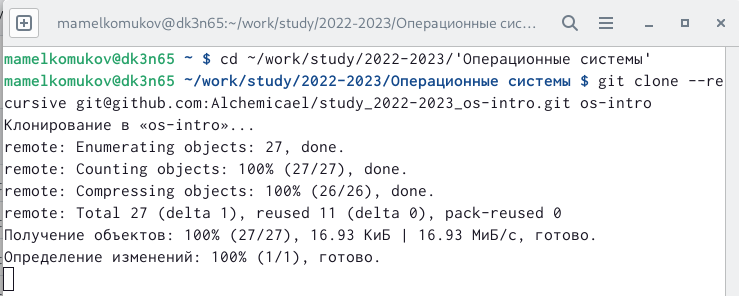 mamelkomukov@dk3n65:~/work/study/2022-2023/Операционные сис...
mamelkomukov@dk3n65 ~ $ cd ~/work/study/2022-2023/'Операционные системы'
mamelkomukov@dk3n65 ~/work/study/2022-2023/Операционные системы $ git clone --re
cursive git@github.com:Alchemicael/study_2022-2023_os-intro.git os-intro
Клонирование в «os-intro»...
remote: Enumerating objects: 27, done.
remote: Counting objects: 100% (27/27), done.
remote: Compressing objects: 100% (26/26), done.
remote: Total 27 (delta 1), reused 11 (delta 0), pack-reused 0
Получение объектов: 100% (27/27), 16.93 КиБ | 16.93 МиБ/с, готово.
Определение изменений: 100% (1/1), готово.